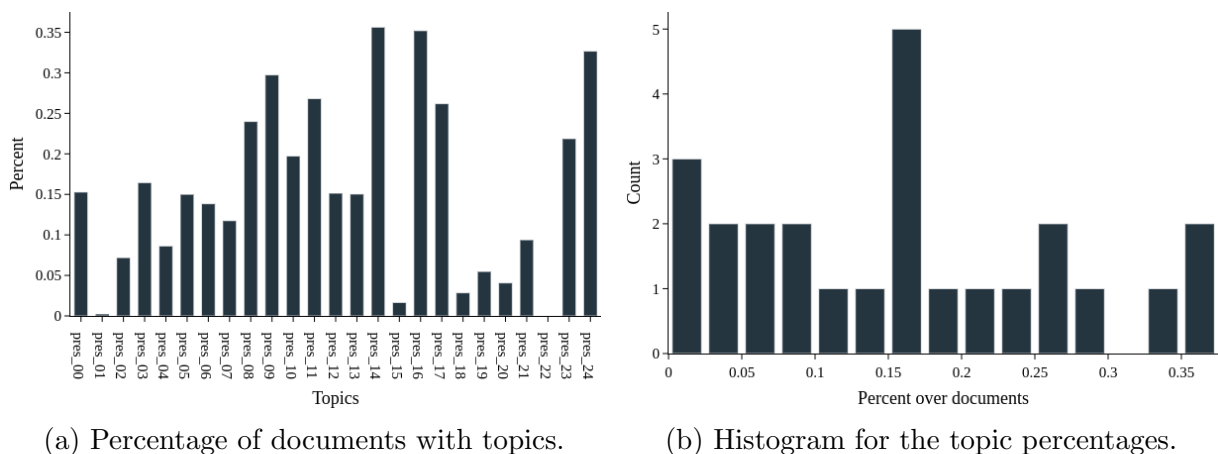 Percent
0.35
0.3
0.25
0.2
0.15
0.1
0.05
0
pres_00
pres_01
pres_02
pres_03
pres_04
pres_05
pres_06
pres_07
pres_08
pres_09
pres_10
pres_11
pres_12
pres_13
pres_14
pres_15
pres_16
pres_17
pres_18
pres_19
pres_20
pres_21
pres_22
pres_23
pres_24
Topics
(a) Percentage of documents with topics.
Count
5
4
3
2
1
0
0 0.05 0.1 0.15 0.2 0.25 0.3 0.35
Percent over documents
(b) Histogram for the topic percentages.